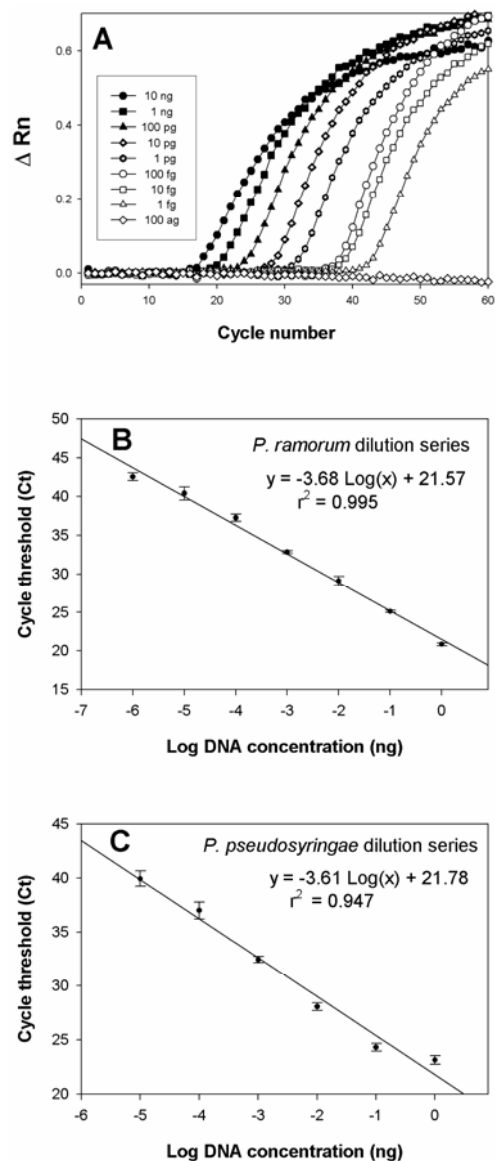 A
0.6
0.4
0.2
0.0
Δ Rn
10 ng
1 ng
100 pg
10 pg
1 pg
100 fg
10 fg
1 fg
100 ag
0 10 20 30 40 50 60
Cycle number
B
P. ramorum dilution series
y = -3.68 Log(x) + 21.57
r² = 0.995
50
45
40
35
30
25
20
15
Cycle threshold (Ct)
-7 -6 -5 -4 -3 -2 -1 0
Log DNA concentration (ng)
C
P. pseudosyringae dilution series
y = -3.61 Log(x) + 21.78
r² = 0.947
45
40
35
30
25
20
Cycle threshold (Ct)
-6 -5 -4 -3 -2 -1 0
Log DNA concentration (ng)